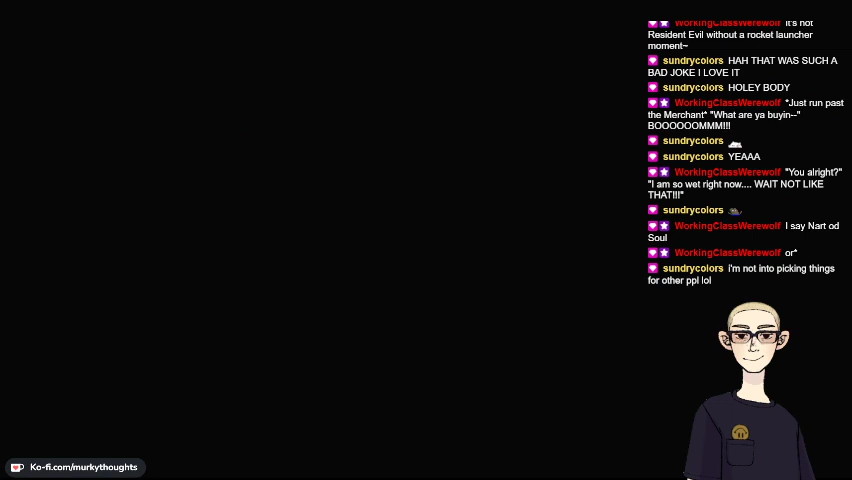 WorkingClassWerewolf It's not
Resident Evil without a rocket launcher
moment~
sundrycolors HAH THAT WAS SUCH A
BAD JOKE I LOVE IT
sundrycolors HOLEY BODY
WorkingClassWerewolf *Just run past
the Merchant* "What are ya buyin--"
BOOOOOOMMM!!!
sundrycolors
sundrycolors YEAAA
WorkingClassWerewolf "You alright?"
"I am so wet right now.... WAIT NOT LIKE
THAT!!!"
sundrycolors
WorkingClassWerewolf I say Nart od
Soul
WorkingClassWerewolf or*
sundrycolors i'm not into picking things
for other ppl lol
Ko-fi.com/murkythoughts